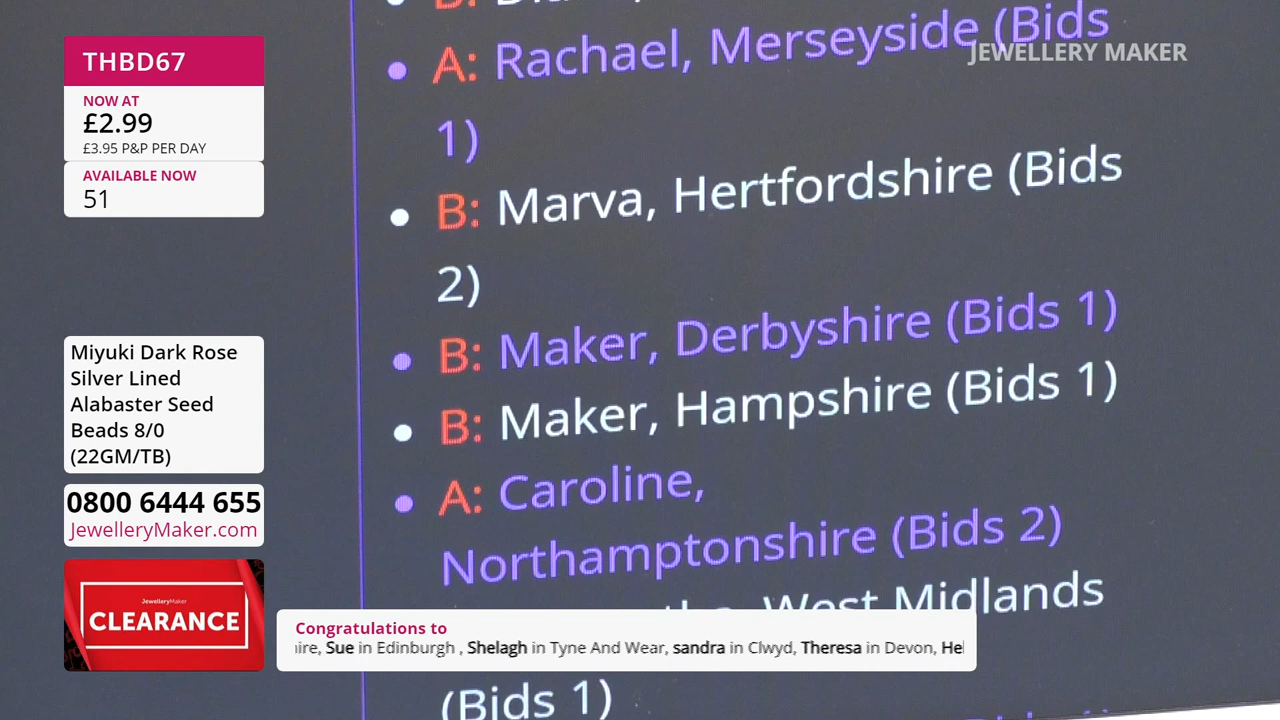 THBD67
NOW AT
£2.99
£3.95 P&P PER DAY
AVAILABLE NOW
51
Miyuki Dark Rose
Silver Lined
Alabaster Seed
Beads 8/0
(22GM/TB)
0800 6444 655
JewelleryMaker.com
JewelleryMaker
CLEARANCE
JEWELLERY MAKER
A: Rachael, Merseyside (Bids
1)
B: Marva, Hertfordshire (Bids
2)
B: Maker, Derbyshire (Bids 1)
B: Maker, Hampshire (Bids 1)
A: Caroline,
Northamptonshire (Bids 2)
West Midlands
(Bids 1)
Congratulations to
Sue in Edinburgh , Shelagh in Tyne And Wear, sandra in Clwyd, Theresa in Devon,